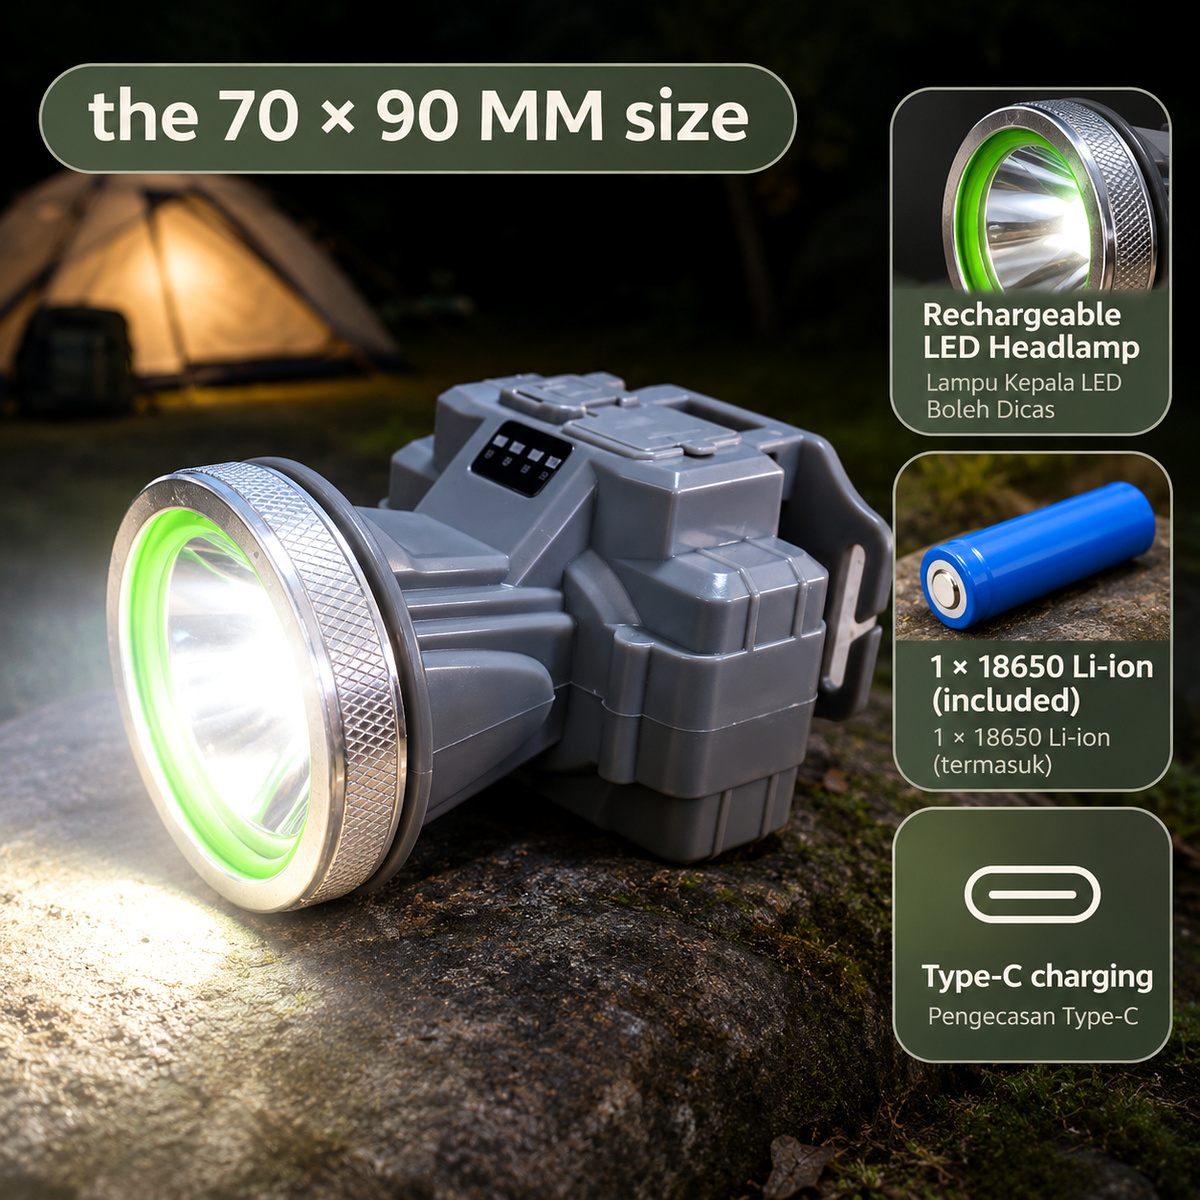 the 70 × 90 MM size
Rechargeable
LED Headlamp
Lampu Kepala LED
Boleh Dicas
1 × 18650 Li-ion
(included)
1 × 18650 Li-ion
(termasuk)
Type-C charging
Pengecasan Type-C